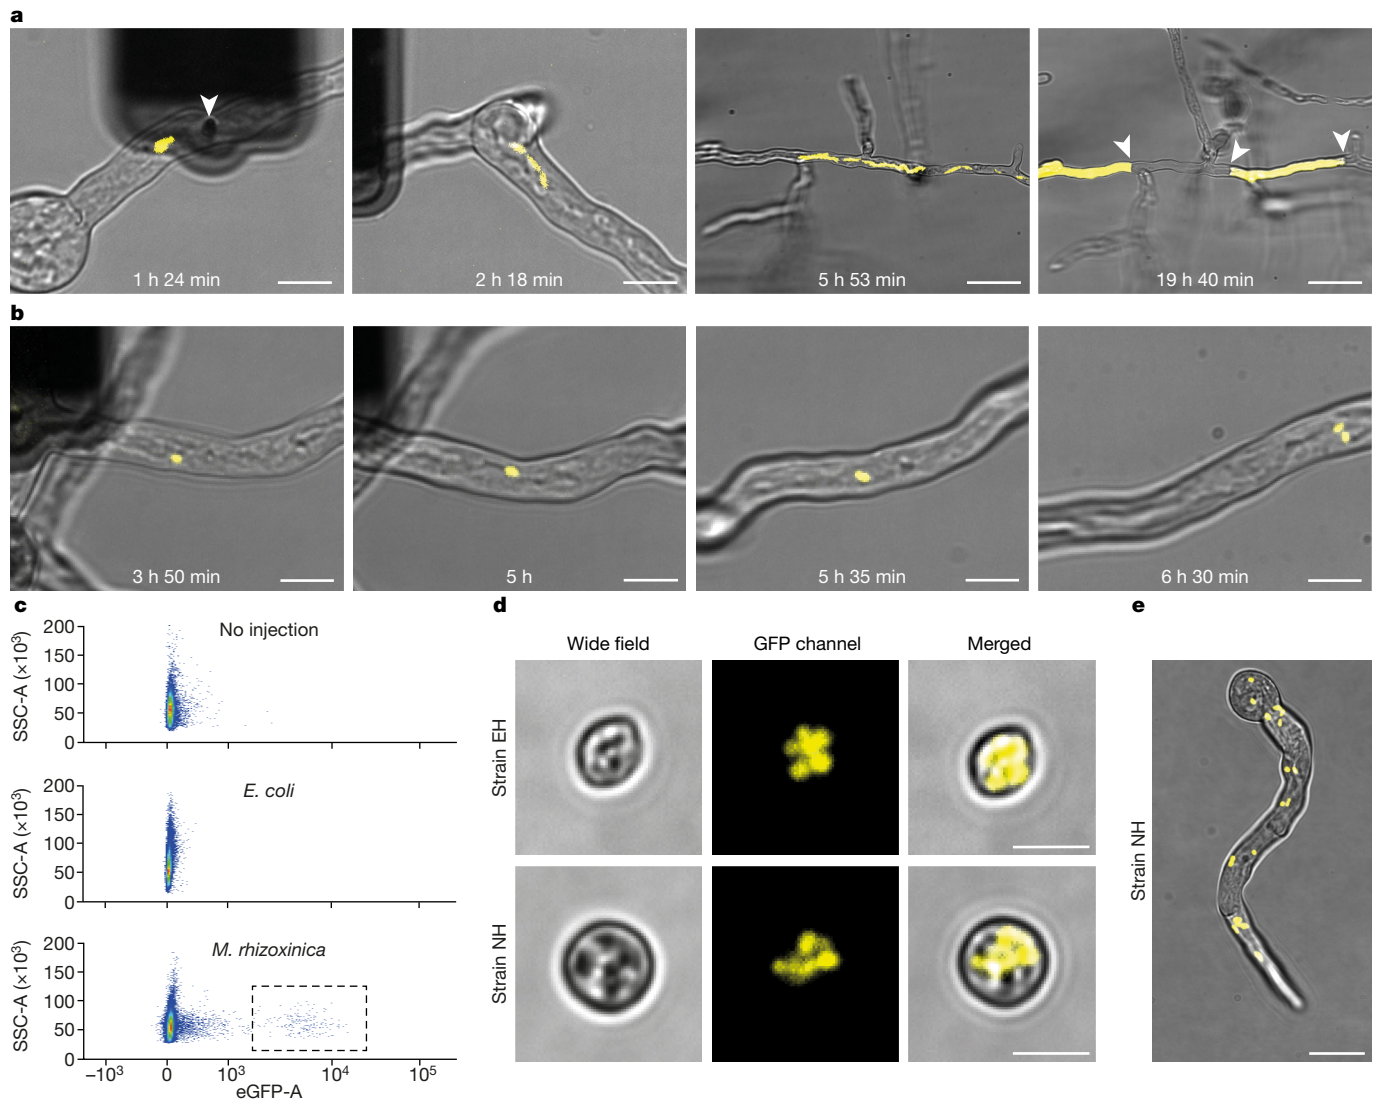 a
1 h 24 min
2 h 18 min
5 h 53 min
19 h 40 min
b
3 h 50 min
5 h
5 h 35 min
6 h 30 min
c
No injection
SSC-A (×10³)
200
150
100
50
0
E. coli
SSC-A (×10³)
200
150
100
50
0
M. rhizoxinica
SSC-A (×10³)
200
150
100
50
0
−10³ 0 10³ 10⁴ 10⁵
eGFP-A
d
Wide field GFP channel Merged
Strain EH
Strain NH
e
Strain NH